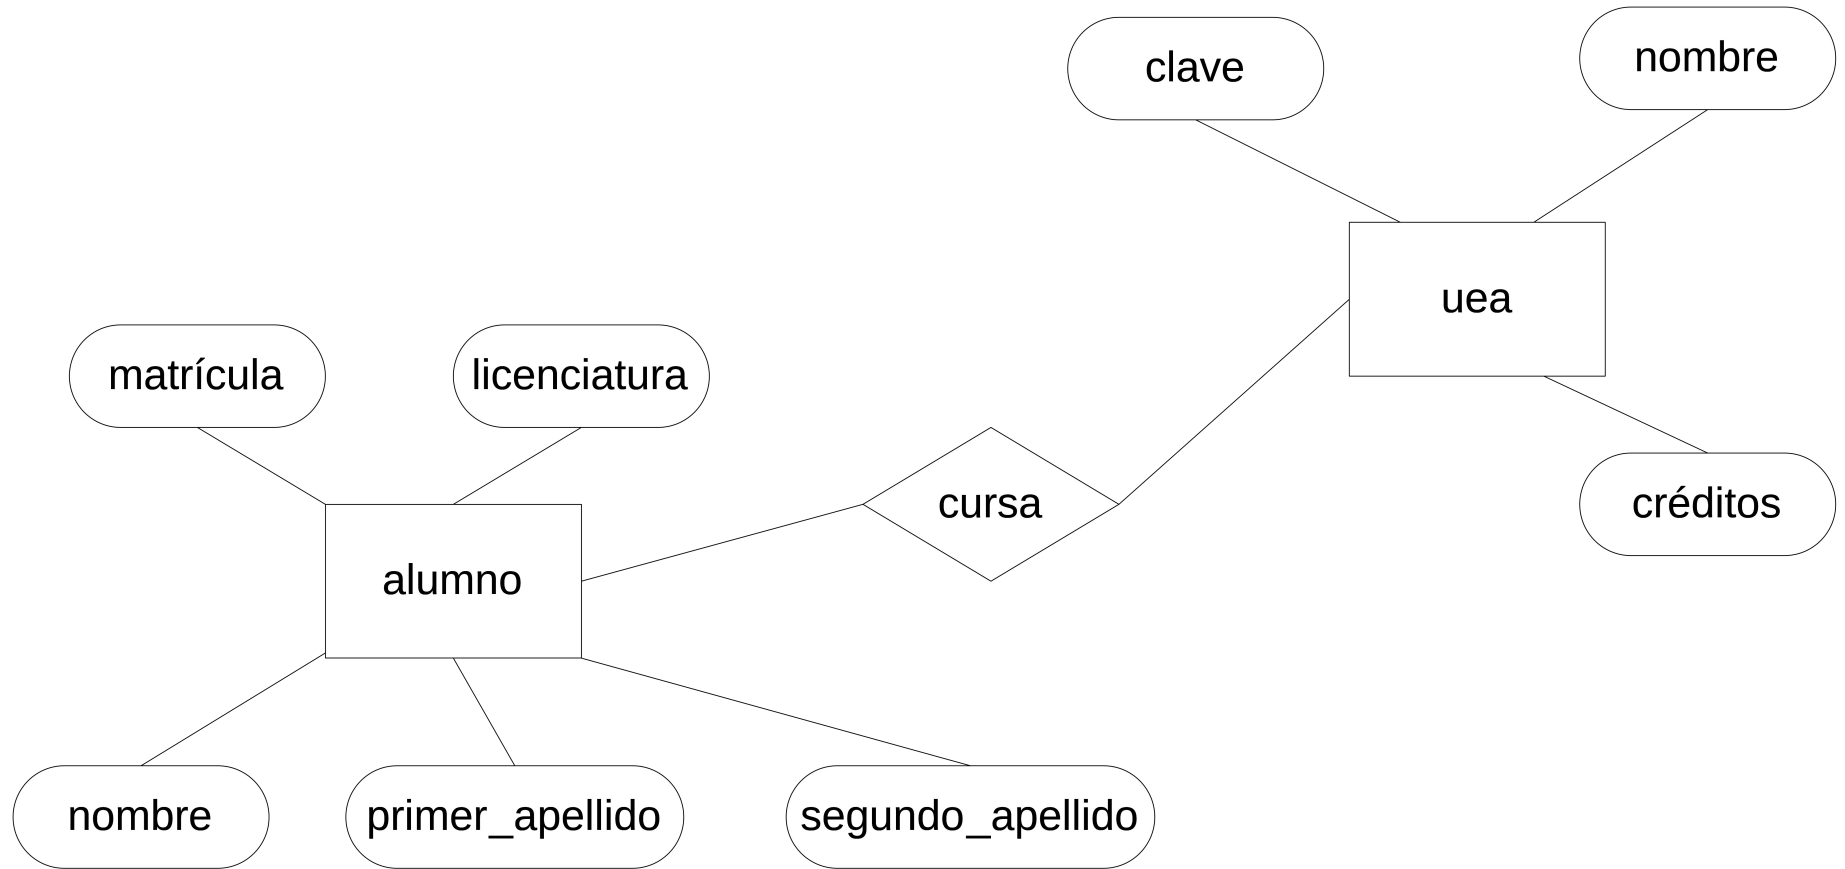 clave
nombre
uea
matrícula
licenciatura
cursa
créditos
alumno
nombre
primer_apellido
segundo_apellido